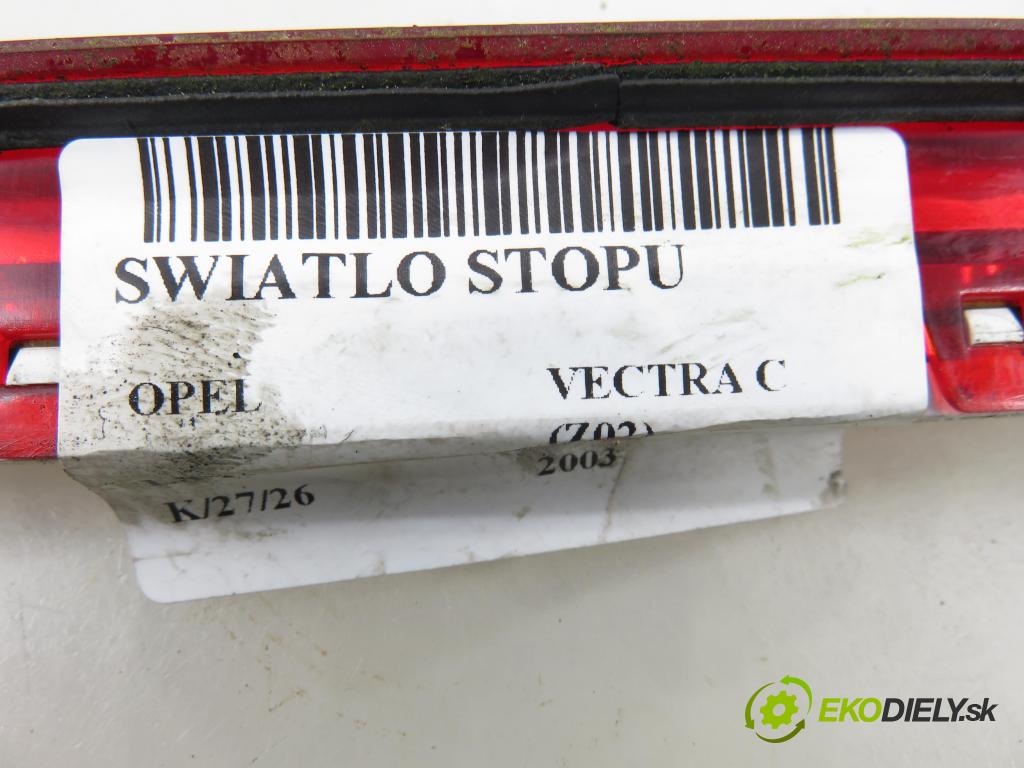 SWIATLO STOPU
OPEL VECTRA C
(Z02)
2003
K/27/26
EKODIELY.sk